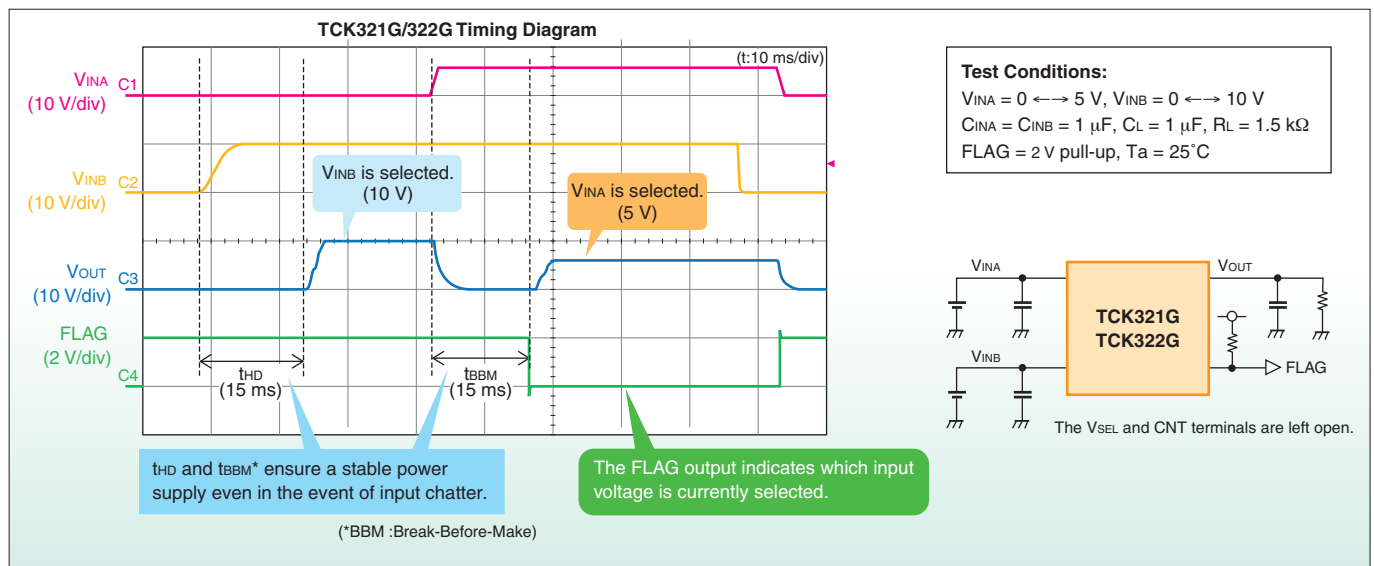 TCK321G/322G Timing Diagram
(t:10 ms/div)
VINA C1
(10 V/div)
VINB C2
(10 V/div)
VINB is selected.
(10 V)
VINA is selected.
(5 V)
VOUT C3
(10 V/div)
FLAG
(2 V/div)
C4
tHD
(15 ms)
tBBM
(15 ms)
tHD and tBBM* ensure a stable power
supply even in the event of input chatter.
The FLAG output indicates which input
voltage is currently selected.
(*BBM :Break-Before-Make)
Test Conditions:
VINA = 0 ←→ 5 V, VINB = 0 ←→ 10 V
CINA = CINB = 1 μF, CL = 1 μF, RL = 1.5 kΩ
FLAG = 2 V pull-up, Ta = 25˚C
VINA
VOUT
TCK321G
TCK322G
VINB
FLAG
The VSEL and CNT terminals are left open.